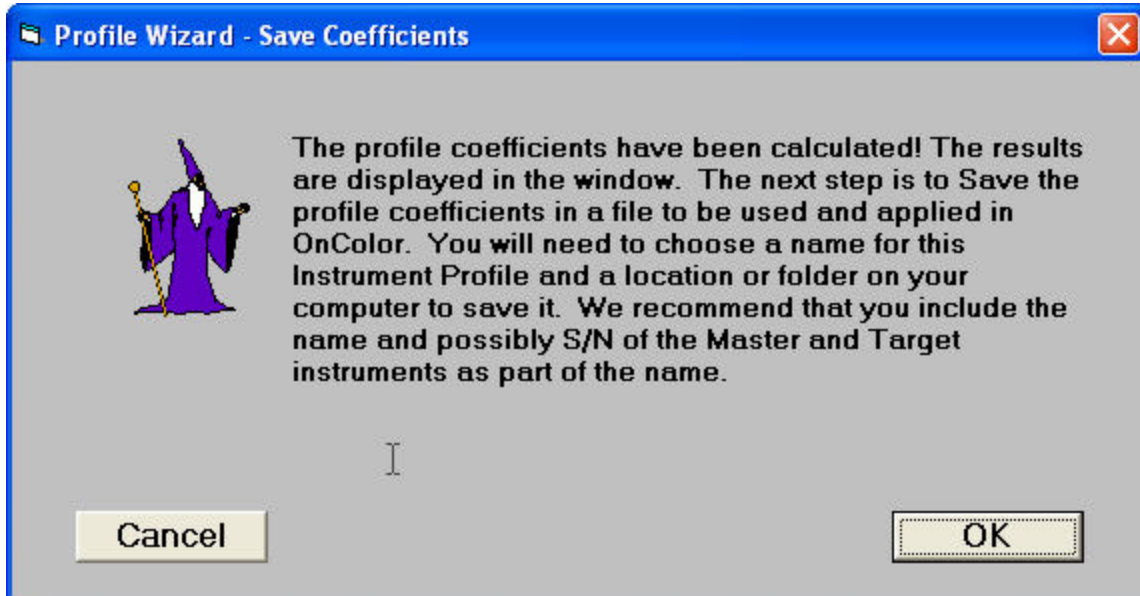 Profile Wizard - Save Coefficients
The profile coefficients have been calculated! The results
are displayed in the window.  The next step is to Save the
profile coefficients in a file to be used and applied in
OnColor.  You will need to choose a name for this
Instrument Profile and a location or folder on your
computer to save it.  We recommend that you include the
name and possibly S/N of the Master and Target
instruments as part of the name.
Cancel
OK